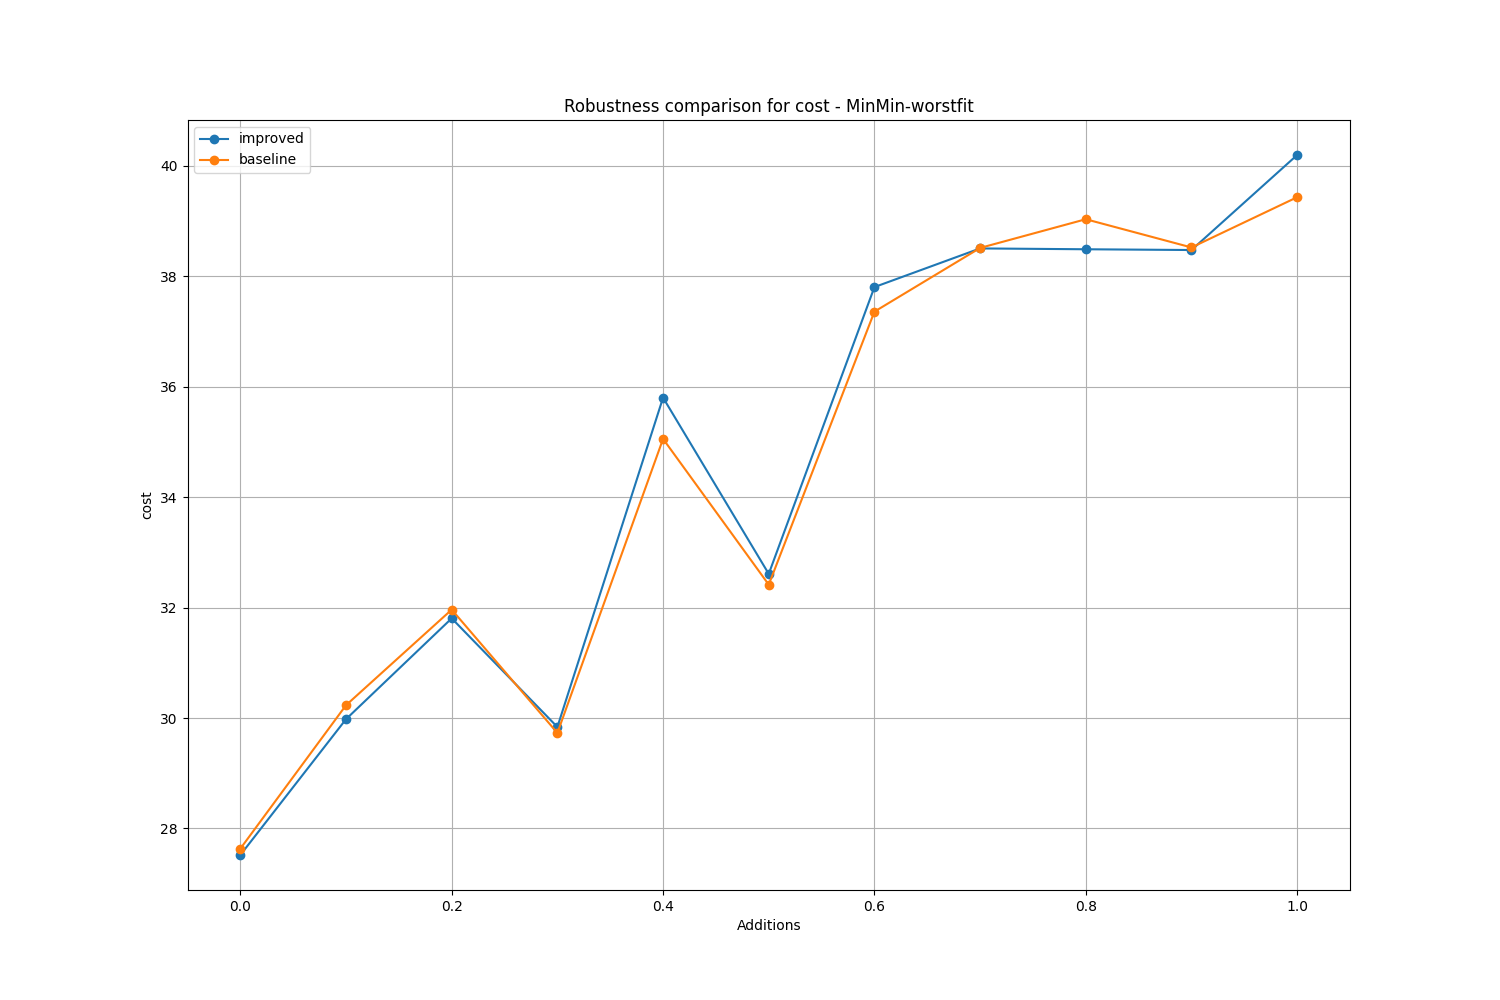 Robustness comparison for cost - MinMin-worstfit
improved
baseline
40
38
36
34
32
30
28
cost
0.0
0.2
0.4
0.6
0.8
1.0
Additions